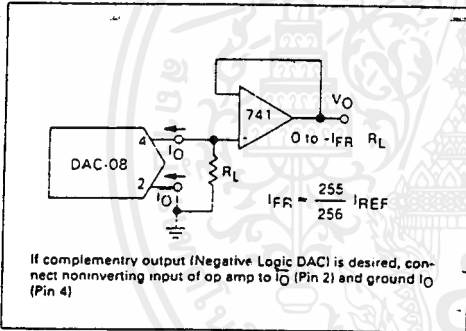 741
VO
0 to -IFR RL
4
IO
DAC-08
2
IO
RL
IFR = 255/256 IREF
If complementry output (Negative Logic DAC) is desired, con-
nect noninverting input of op amp to IO (Pin 2) and ground IO
(Pin 4)